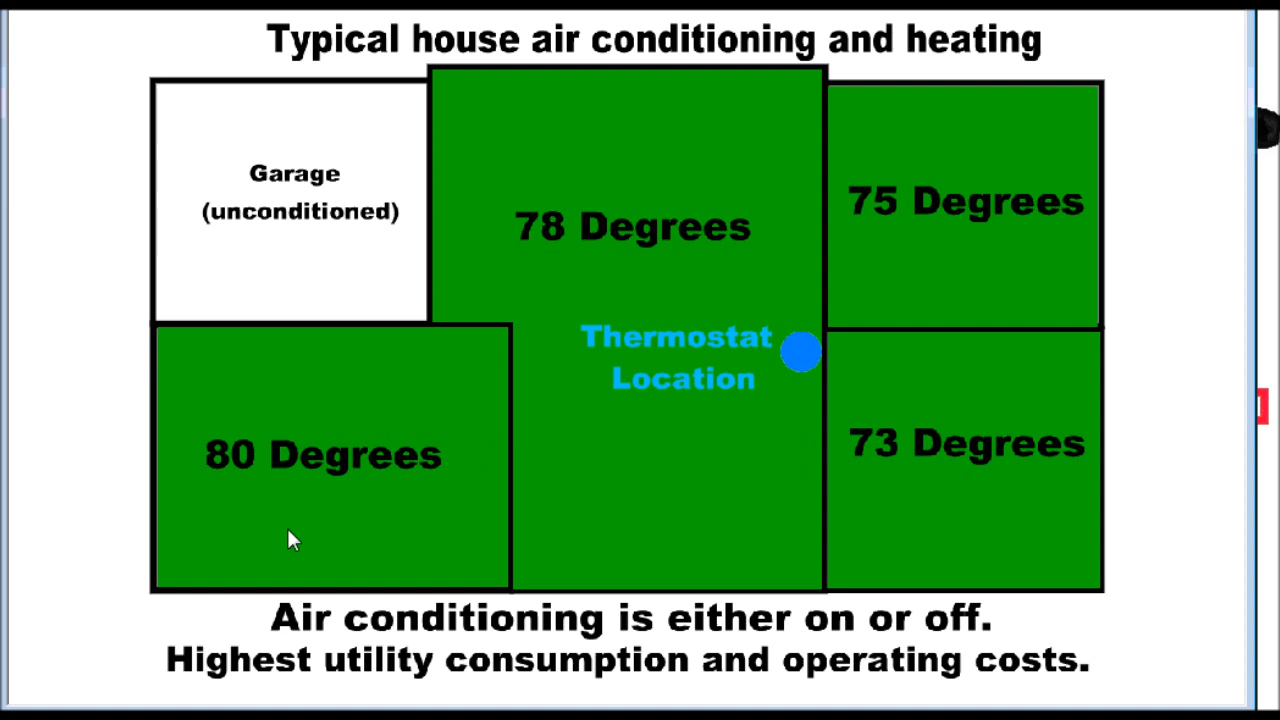 Typical house air conditioning and heating
Garage
(unconditioned)
78 Degrees
75 Degrees
Thermostat
Location
80 Degrees
73 Degrees
Air conditioning is either on or off.
Highest utility consumption and operating costs.